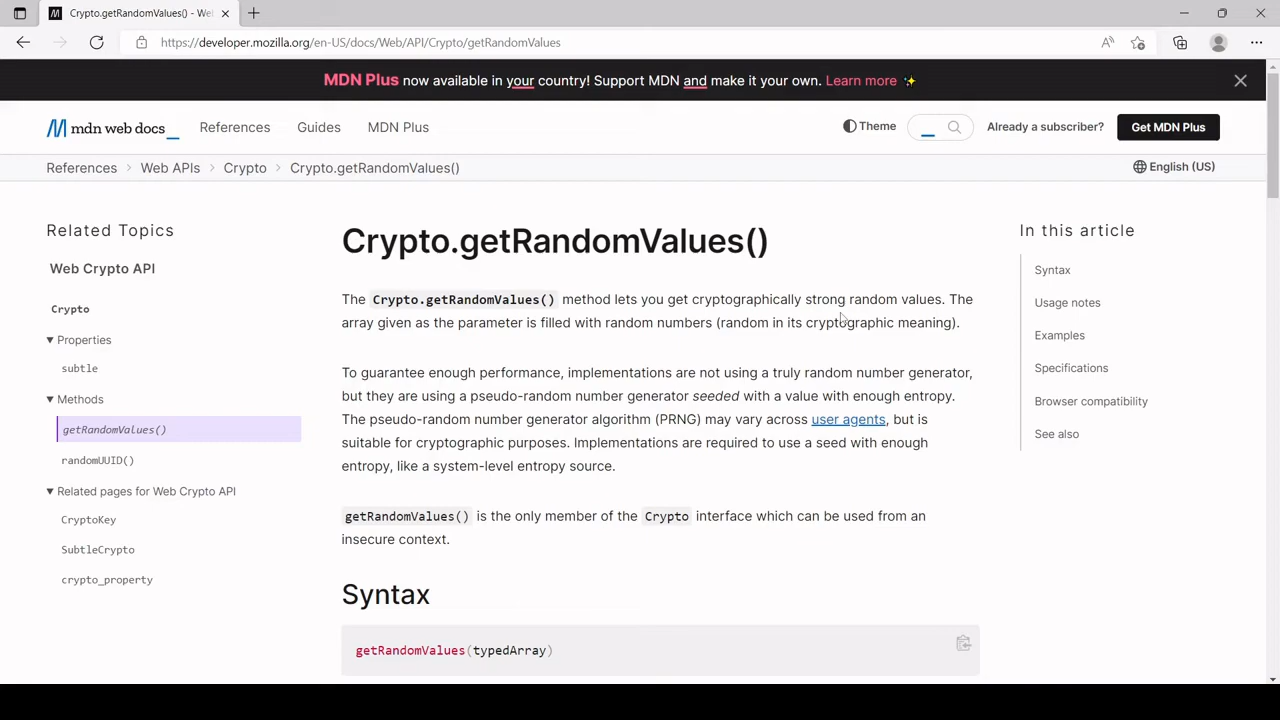 Crypto.getRandomValues() - We
https://developer.mozilla.org/en-US/docs/Web/API/Crypto/getRandomValues
MDN Plus now available in your country! Support MDN and make it your own. Learn more ✨
mdn web docs_
References
Guides
MDN Plus
Theme
Already a subscriber?
Get MDN Plus
References > Web APIs > Crypto > Crypto.getRandomValues()
English (US)
Related Topics
Web Crypto API
Crypto
Properties
subtle
Methods
getRandomValues()
randomUUID()
Related pages for Web Crypto API
CryptoKey
SubtleCrypto
crypto_property
Crypto.getRandomValues()
The Crypto.getRandomValues() method lets you get cryptographically strong random values. The
array given as the parameter is filled with random numbers (random in its cryptographic meaning).
To guarantee enough performance, implementations are not using a truly random number generator,
but they are using a pseudo-random number generator seeded with a value with enough entropy.
The pseudo-random number generator algorithm (PRNG) may vary across user agents, but is
suitable for cryptographic purposes. Implementations are required to use a seed with enough
entropy, like a system-level entropy source.
getRandomValues() is the only member of the Crypto interface which can be used from an
insecure context.
Syntax
getRandomValues(typedArray)
In this article
Syntax
Usage notes
Examples
Specifications
Browser compatibility
See also